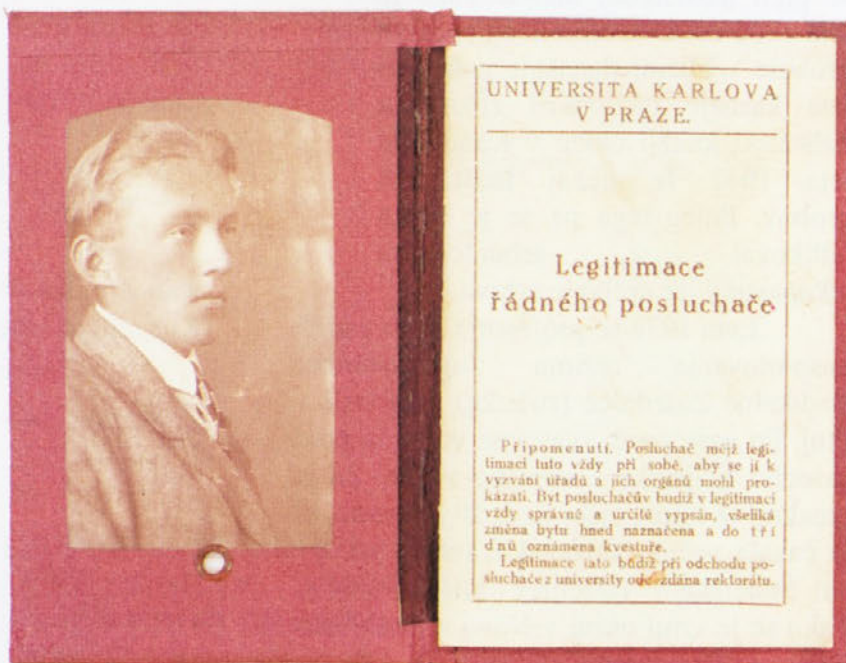 UNIVERSITA KARLOVA
V PRAZE.
Legitimace
řádného posluchače
Připomenutí. Posluchač mějž legi-
timaci tuto vždy při sobě, aby se jí k
vyzvání úřadů a jich orgánů mohl pro-
kázati. Byt posluchačův budiž v legitimaci
vždy správně a určitě vypsán, všeliká
změna bytu hned naznačena a do tří
dnů oznámena kvestuře.
Legitimace tato budiž při odchodu po-
sluchače z university odevzdána rektorátu.